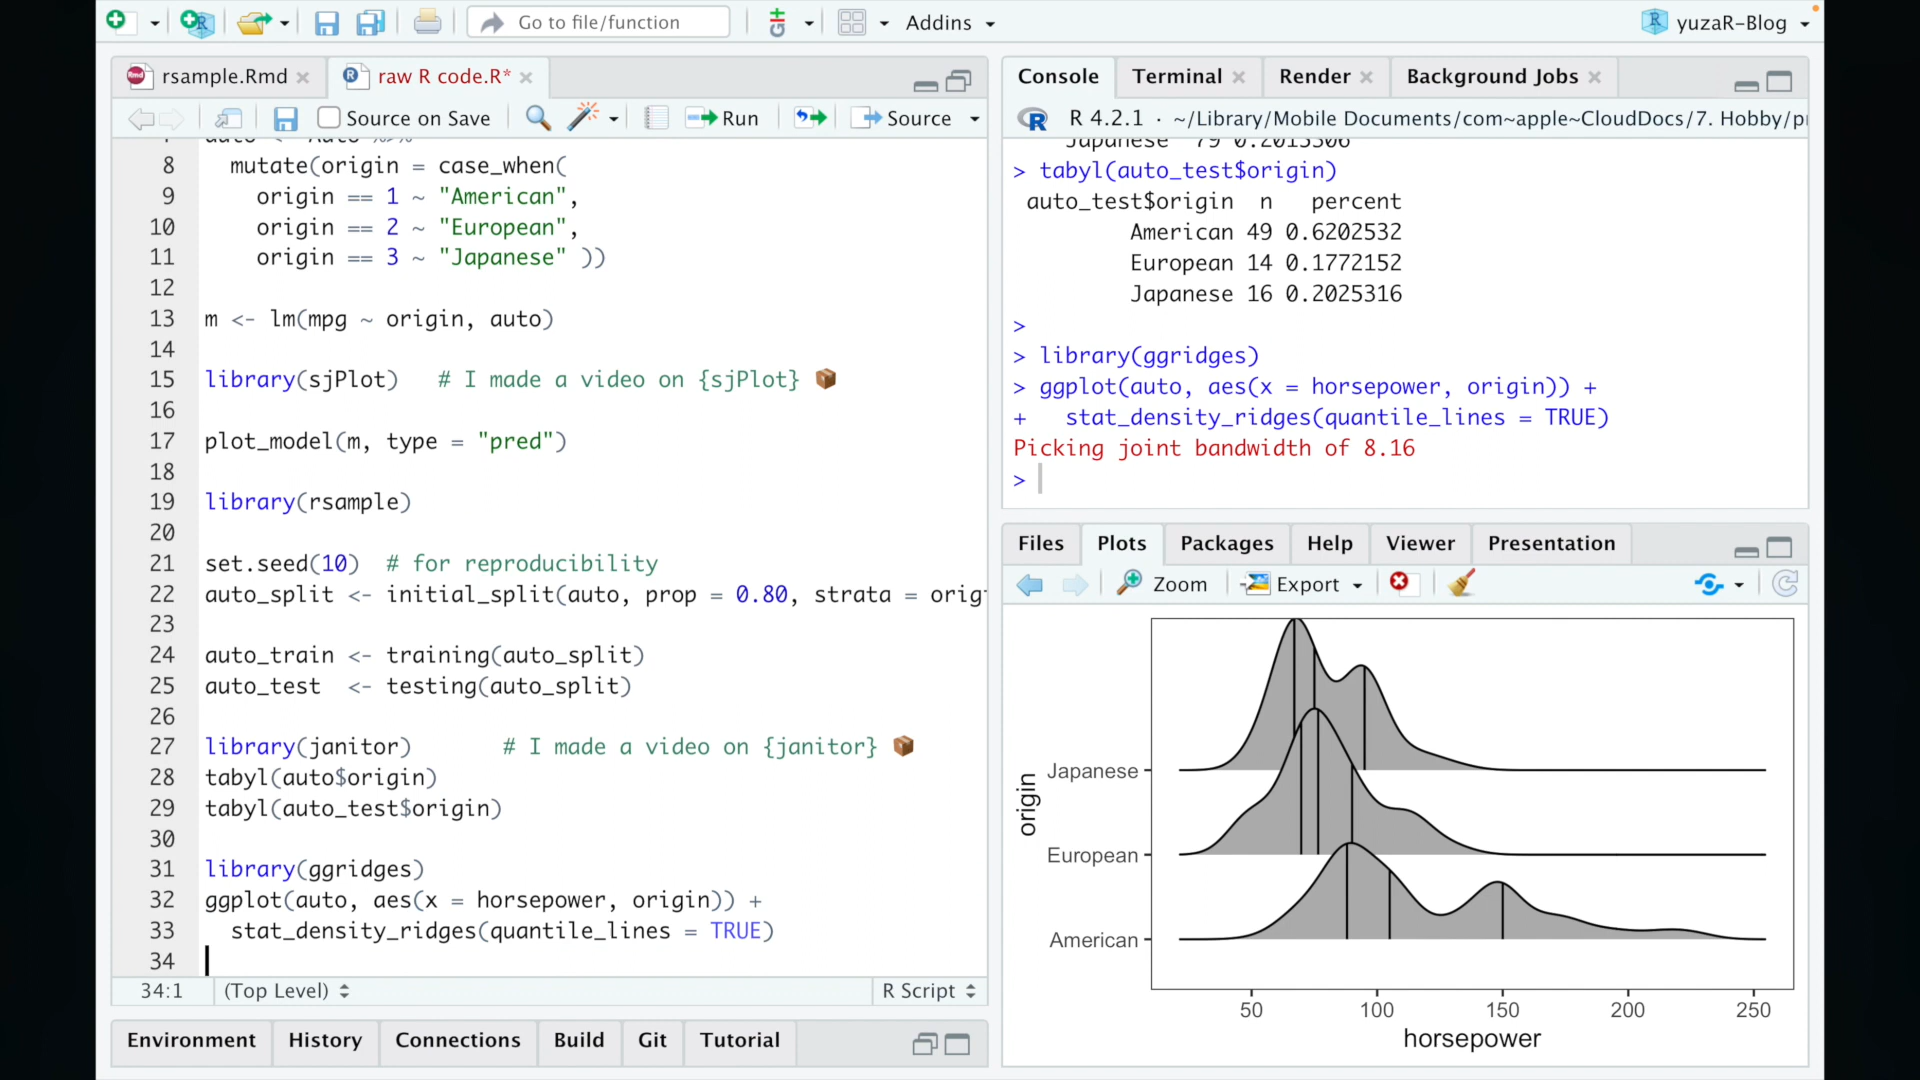 Go to file/function
Addins
yuzaR-Blog
rsample.Rmd
raw R code.R*
Source on Save
Run
Source
8 mutate(origin = case_when(
9 origin == 1 ~ "American",
10 origin == 2 ~ "European",
11 origin == 3 ~ "Japanese" ))
12
13 m <- lm(mpg ~ origin, auto)
14
15 library(sjPlot)   # I made a video on {sjPlot} 📦
16
17 plot_model(m, type = "pred")
18
19 library(rsample)
20
21 set.seed(10)  # for reproducibility
22 auto_split <- initial_split(auto, prop = 0.80, strata = orig
23
24 auto_train <- training(auto_split)
25 auto_test  <- testing(auto_split)
26
27 library(janitor)       # I made a video on {janitor} 📦
28 tabyl(auto$origin)
29 tabyl(auto_test$origin)
30
31 library(ggridges)
32 ggplot(auto, aes(x = horsepower, origin)) +
33 stat_density_ridges(quantile_lines = TRUE)
34
34:1 (Top Level) R Script
Environment History Connections Build Git Tutorial
Console Terminal Render Background Jobs
R 4.2.1 · ~/Library/Mobile Documents/com~apple~CloudDocs/7. Hobby/pr
> tabyl(auto_test$origin)
auto_test$origin  n   percent
American 49 0.6202532
European 14 0.1772152
Japanese 16 0.2025316
>
> library(ggridges)
> ggplot(auto, aes(x = horsepower, origin)) +
+   stat_density_ridges(quantile_lines = TRUE)
Picking joint bandwidth of 8.16
>
Files Plots Packages Help Viewer Presentation
Zoom Export
origin
Japanese
European
American
50 100 150 200 250
horsepower